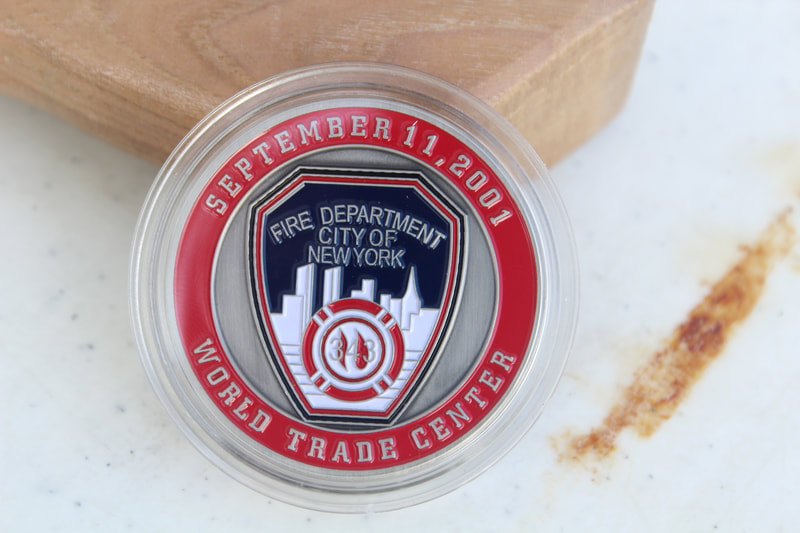 SEPTEMBER 11, 2001
FIRE DEPARTMENT
CITY OF
NEW YORK
343
WORLD TRADE CENTER